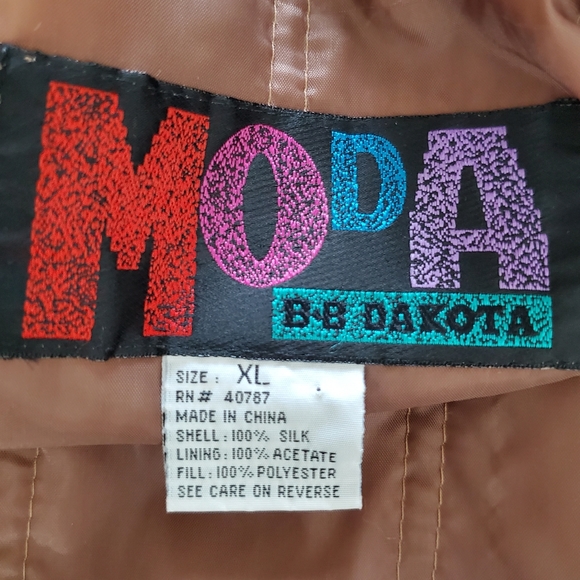 MODA
B·B DAKOTA
SIZE: XL
RN# 40787
MADE IN CHINA
SHELL: 100% SILK
LINING: 100% ACETATE
FILL: 100% POLYESTER
SEE CARE ON REVERSE